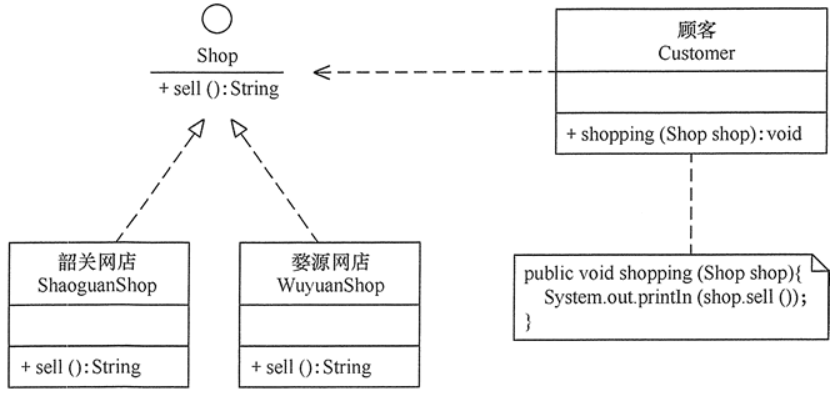 Shop
+ sell ():String
顾客
Customer
+ shopping (Shop shop):void
韶关网店
ShaoguanShop
+ sell ():String
婺源网店
WuyuanShop
+ sell ():String
public void shopping (Shop shop){
System.out.println (shop.sell ());
}